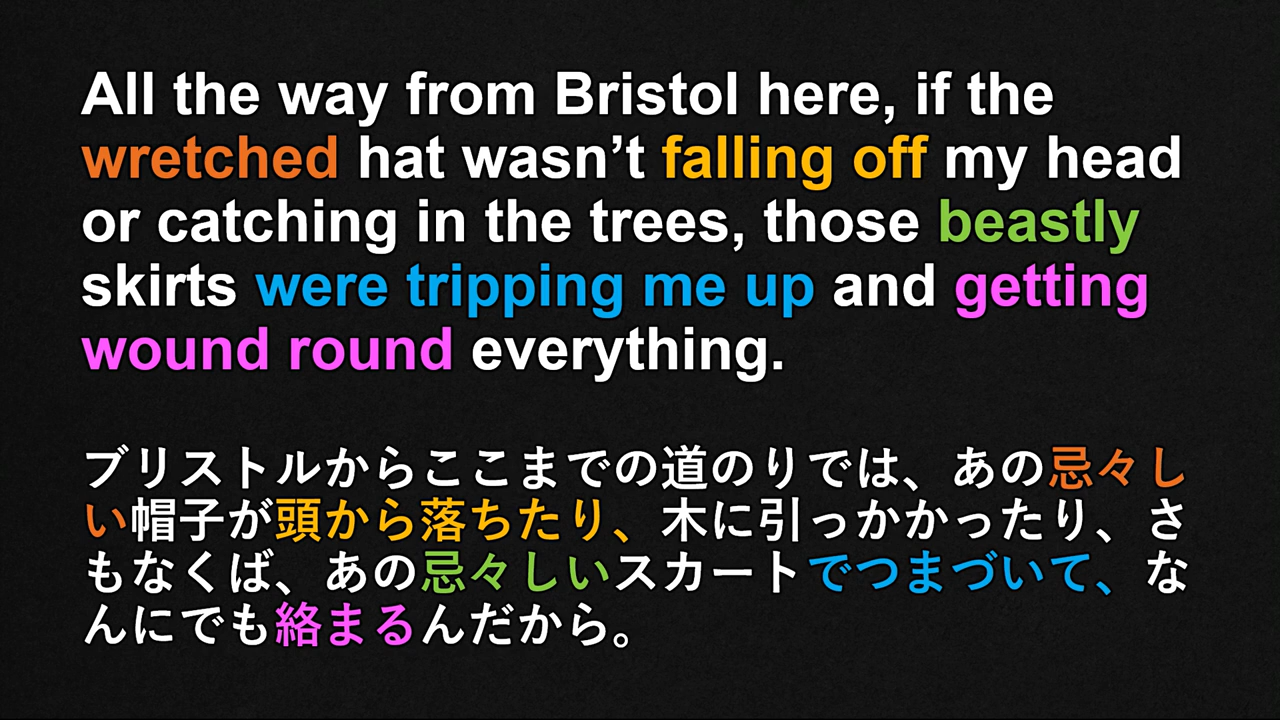 All the way from Bristol here, if the
wretched hat wasn’t falling off my head
or catching in the trees, those beastly
skirts were tripping me up and getting
wound round everything.
ブリストルからここまでの道のりでは、あの忌々し
い帽子が頭から落ちたり、木に引っかかったり、さ
もなくば、あの忌々しいスカートでつまづいて、な
んにでも絡まるんだから。